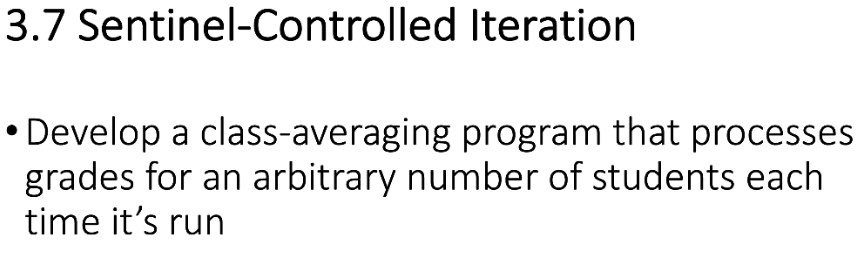 3.7 Sentinel-Controlled Iteration
• Develop a class-averaging program that processes
grades for an arbitrary number of students each
time it’s run